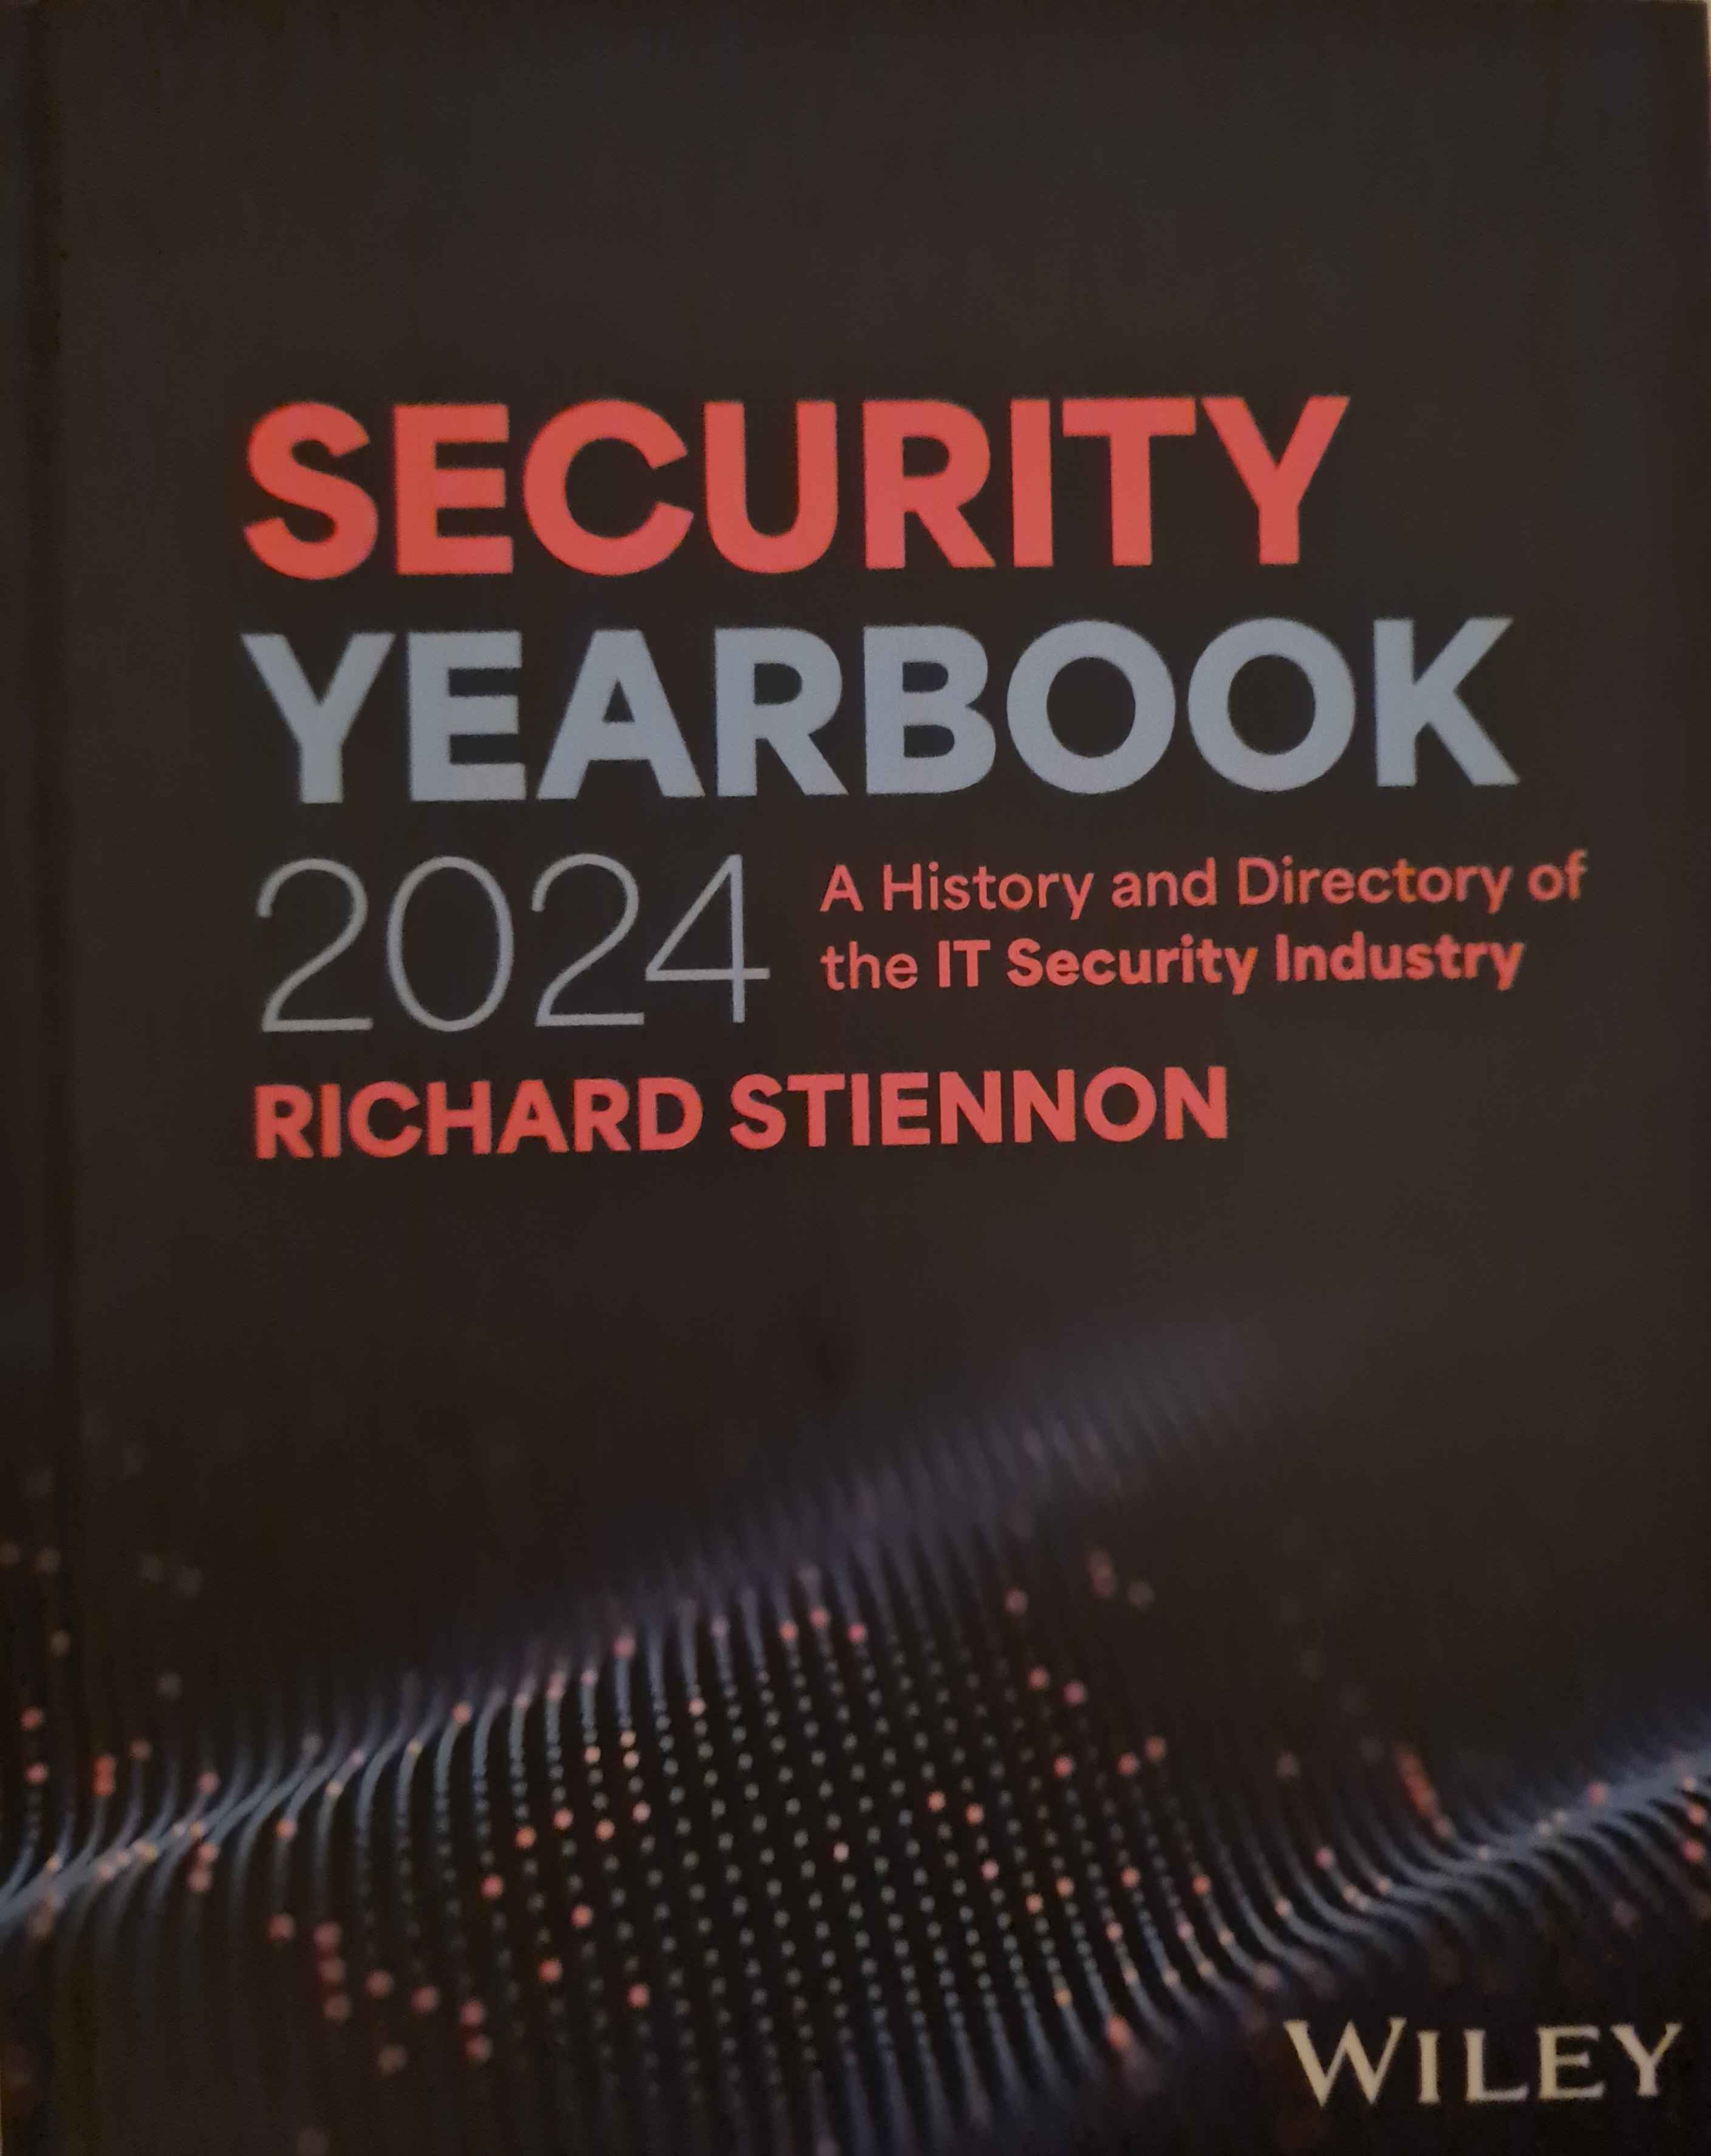 SECURITY
YEARBOOK
2024
A History and Directory of
the IT Security Industry
RICHARD STIENNON
WILEY